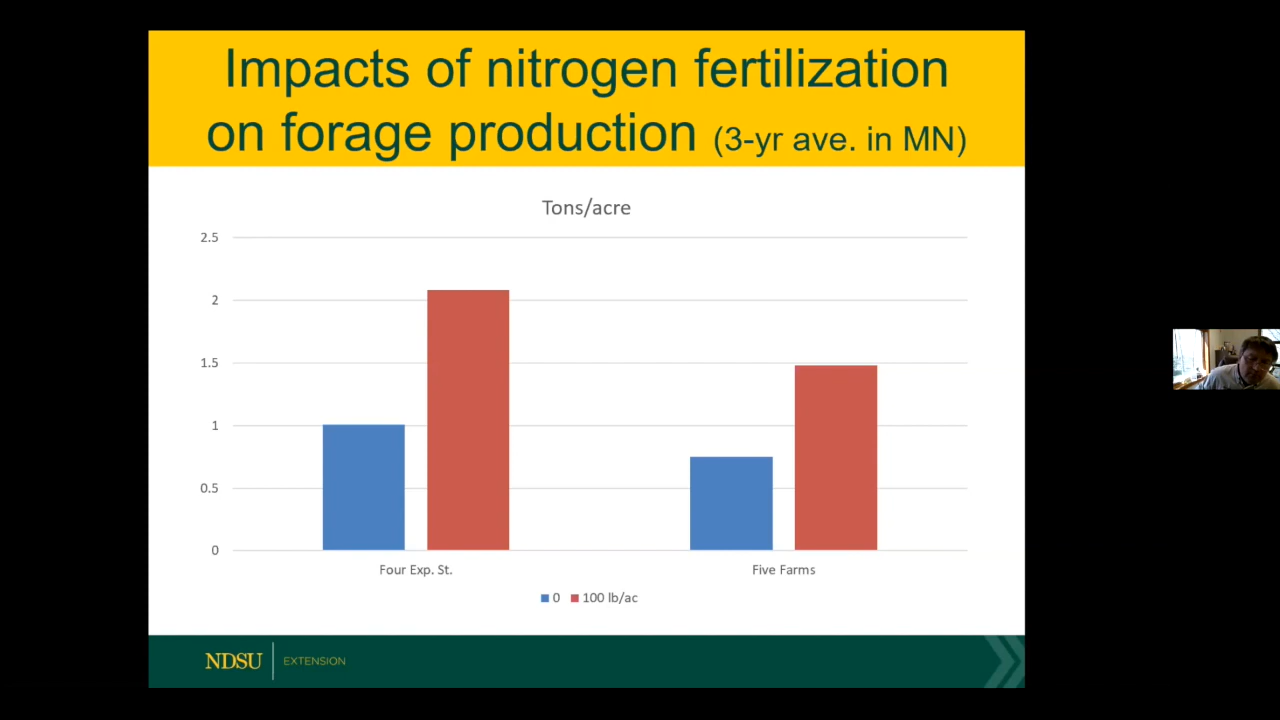 Impacts of nitrogen fertilization
on forage production (3-yr ave. in MN)
Tons/acre
2.5
2
1.5
1
0.5
0
Four Exp. St.
Five Farms
0
100 lb/ac
NDSU
EXTENSION